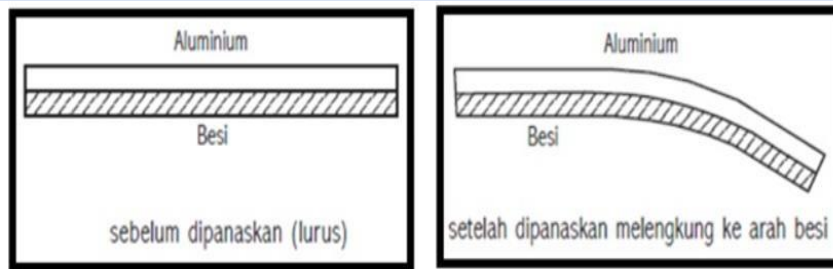 Aluminium
Besi
sebelum dipanaskan (lurus)
Aluminium
Besi
setelah dipanaskan melengkung ke arah besi